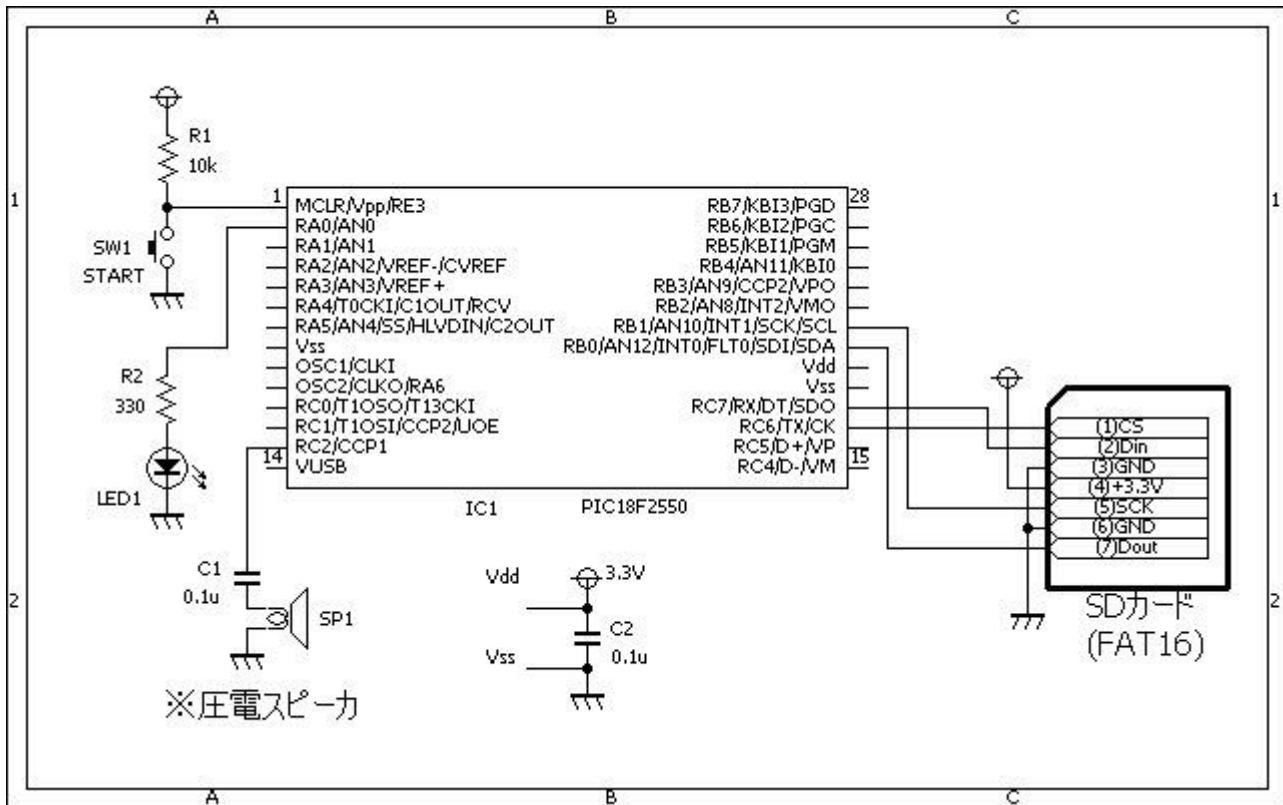 A B C
R1
10k
1
1
SW1
START
1
28
MCLR/Vpp/RE3
RA0/AN0
RA1/AN1
RA2/AN2/VREF-/CVREF
RA3/AN3/VREF+
RA4/T0CKI/C1OUT/RCV
RA5/AN4/SS/HLVDIN/C2OUT
Vss
OSC1/CLKI
OSC2/CLKO/RA6
RC0/T1OSO/T13CKI
RC1/T1OSI/CCP2/UOE
RC2/CCP1
VUSB
14
RB7/KBI3/PGD
RB6/KBI2/PGC
RB5/KBI1/PGM
RB4/AN11/KBI0
RB3/AN9/CCP2/VPO
RB2/AN8/INT2/VMO
RB1/AN10/INT1/SCK/SCL
RB0/AN12/INT0/FLT0/SDI/SDA
Vdd
Vss
RC7/RX/DT/SDO
RC6/TX/CK
RC5/D+/VP
RC4/D-/VM
15
IC1 PIC18F2550
R2
330
LED1
(1)CS
(2)Din
(3)GND
(4)+3.3V
(5)SCK
(6)GND
(7)Dout
SDカード
(FAT16)
C1
0.1u
SP1
※圧電スピーカ
Vdd
3.3V
C2
0.1u
Vss
2
2
A B C